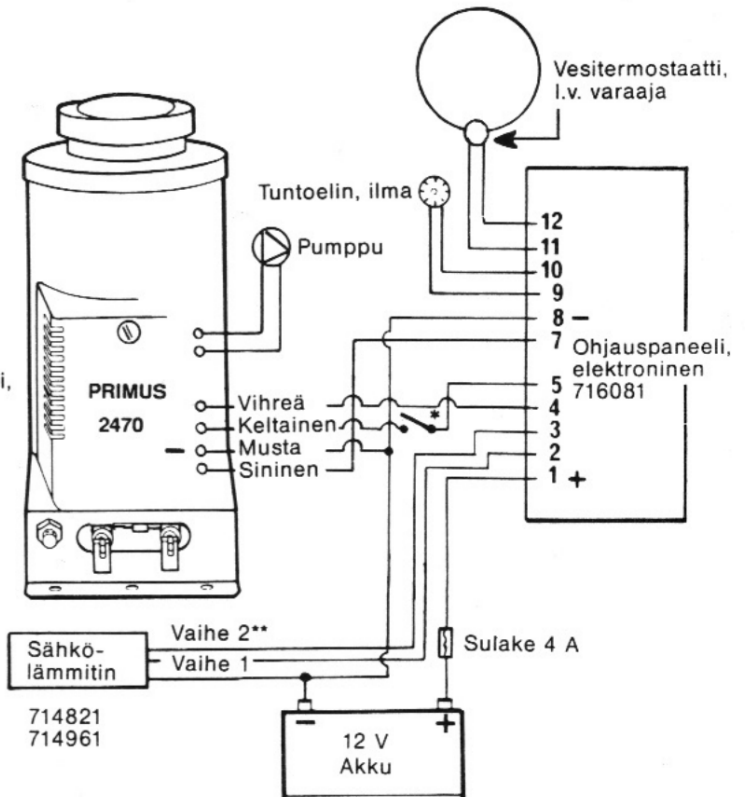 Vesitermostaatti,
l.v. varaaja
Tuntoelin, ilma
Pumppu
12
11
10
9
8 –
7
Ohjauspaneeli,
elektroninen
716081
5
4
3
2
1 +
i,
PRIMUS
2470
Vihreä
Keltainen *
– Musta
Sininen
Vaihe 2**
Vaihe 1
Sähkö-
lämmitin
714821
714961
Sulake 4 A
– +
12 V
Akku